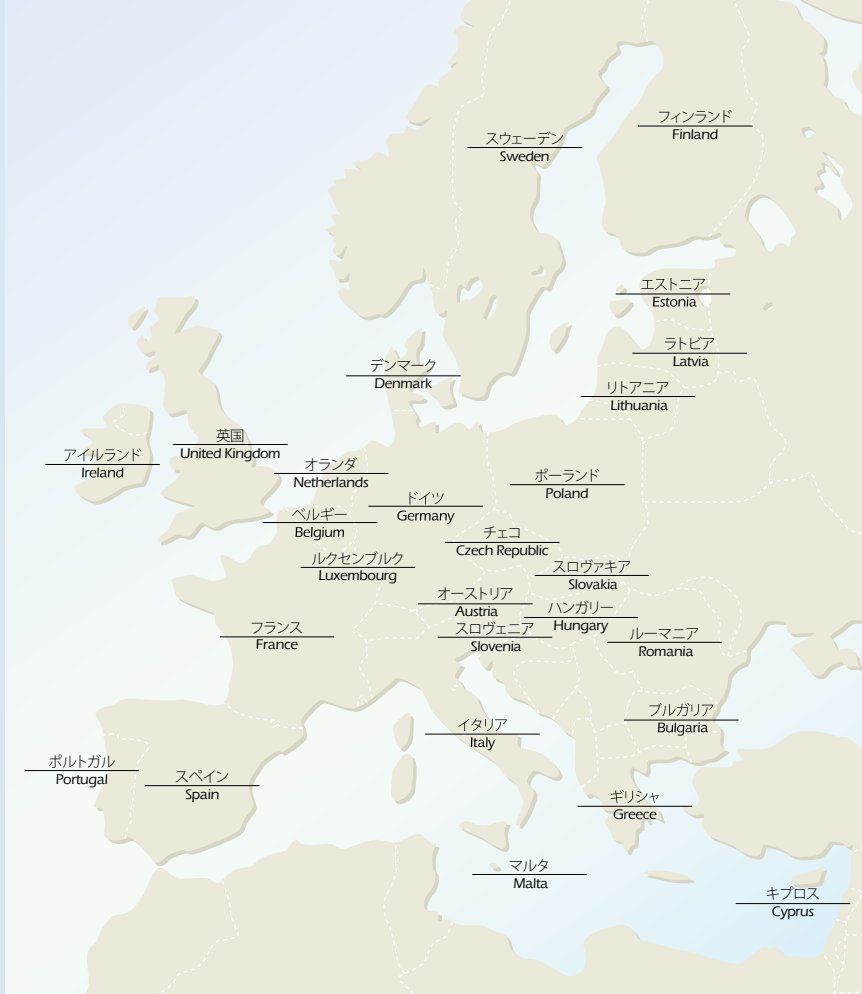 フィンランド
Finland
スウェーデン
Sweden
エストニア
Estonia
ラトビア
Latvia
デンマーク
Denmark
リトアニア
Lithuania
英国
United Kingdom
アイルランド
Ireland
オランダ
Netherlands
ポーランド
Poland
ドイツ
Germany
ベルギー
Belgium
チェコ
Czech Republic
ルクセンブルク
Luxembourg
スロヴァキア
Slovakia
オーストリア
Austria
ハンガリー
Hungary
フランス
France
スロヴェニア
Slovenia
ルーマニア
Romania
ブルガリア
Bulgaria
イタリア
Italy
ポルトガル
Portugal
スペイン
Spain
ギリシャ
Greece
マルタ
Malta
キプロス
Cyprus